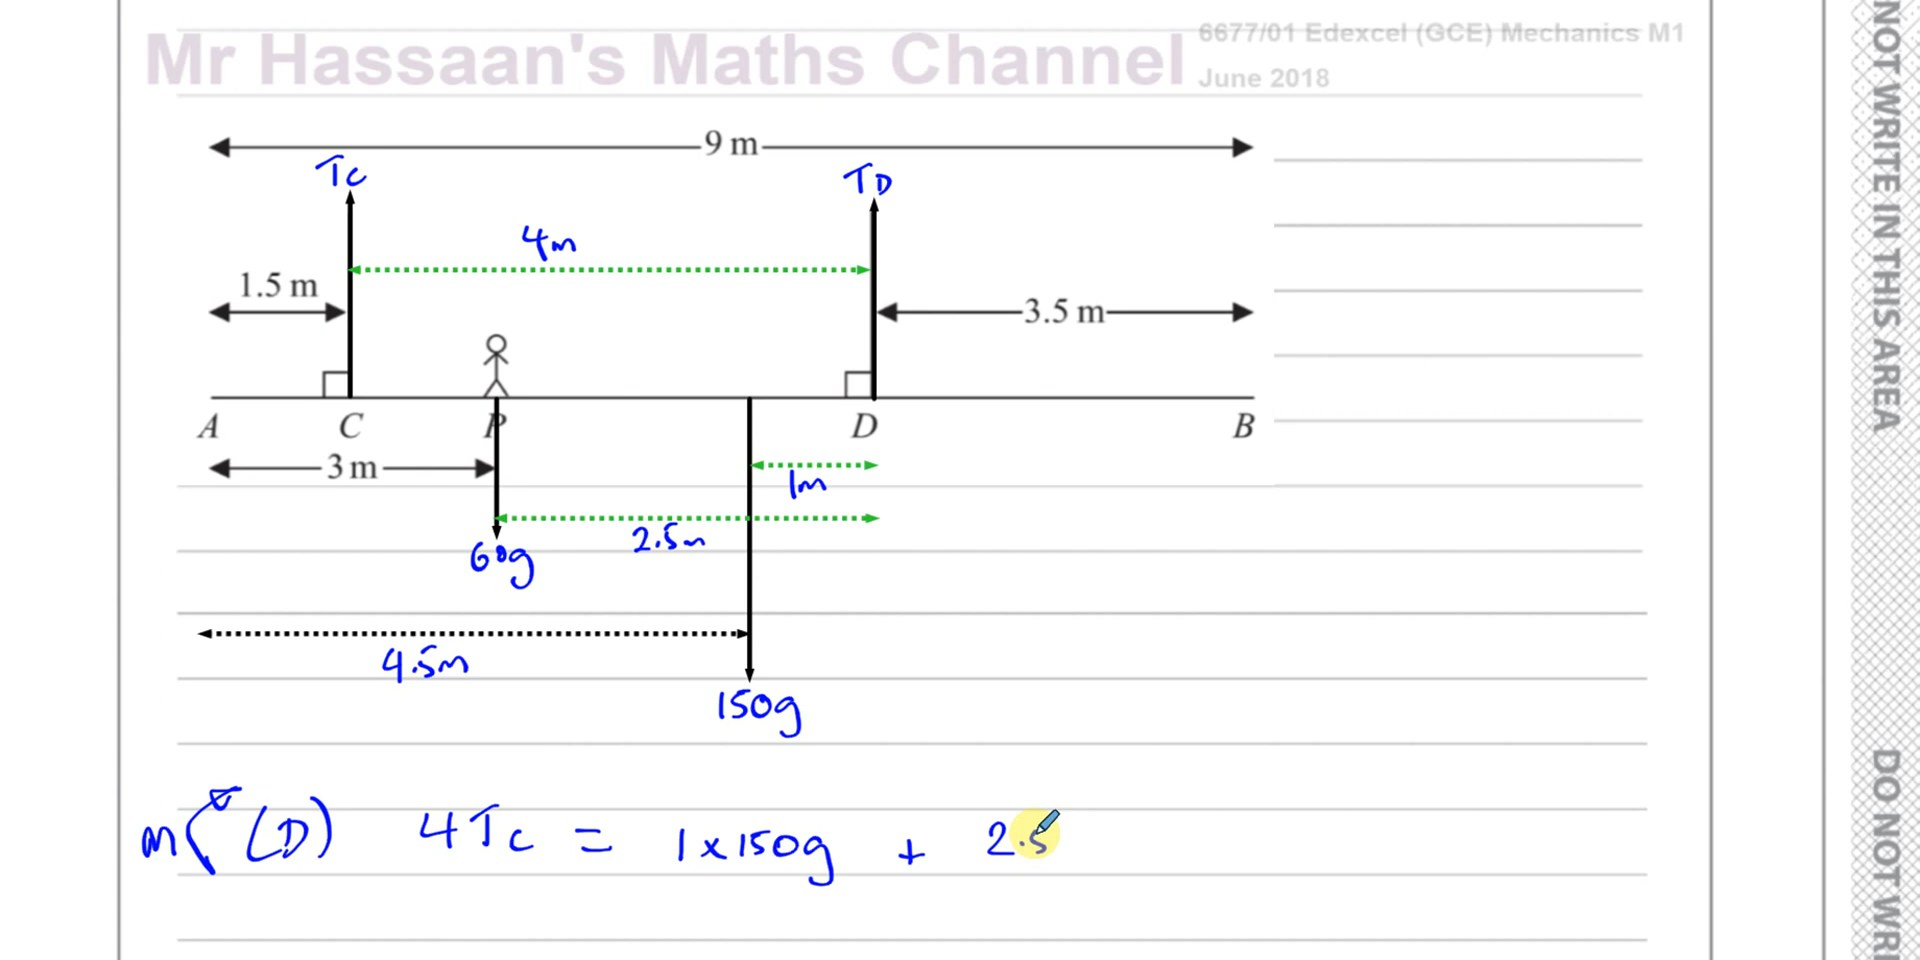 Mr Hassaan's Maths Channel
6677/01 Edexcel (GCE) Mechanics M1
June 2018
9 m
Tc
TD
4m
1.5 m
3.5 m
A C P D B
3 m
1m
2.5m
60g
4.5m
150g
M (D) 4Tc = 1 x 150g + 2.5
NOT WRITE IN THIS AREA
DO NOT WRI